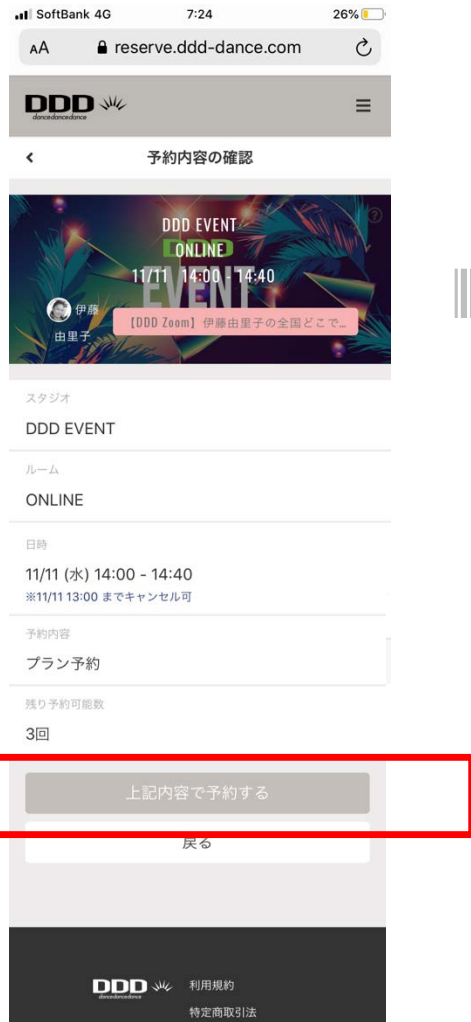 SoftBank 4G 7:24 26%
AA reserve.ddd-dance.com
DDD
dancedancedance
予約内容の確認
DDD EVENT
DDD
ONLINE
EVENT
11/11 14:00 - 14:40
伊藤
由里子
【DDD Zoom】伊藤由里子の全国どこで…
スタジオ
DDD EVENT
ルーム
ONLINE
日時
11/11 (水) 14:00 - 14:40
※11/11 13:00 までキャンセル可
予約内容
プラン予約
残り予約可能数
3回
上記内容で予約する
戻る
DDD
dancedancedance
利用規約
特定商取引法